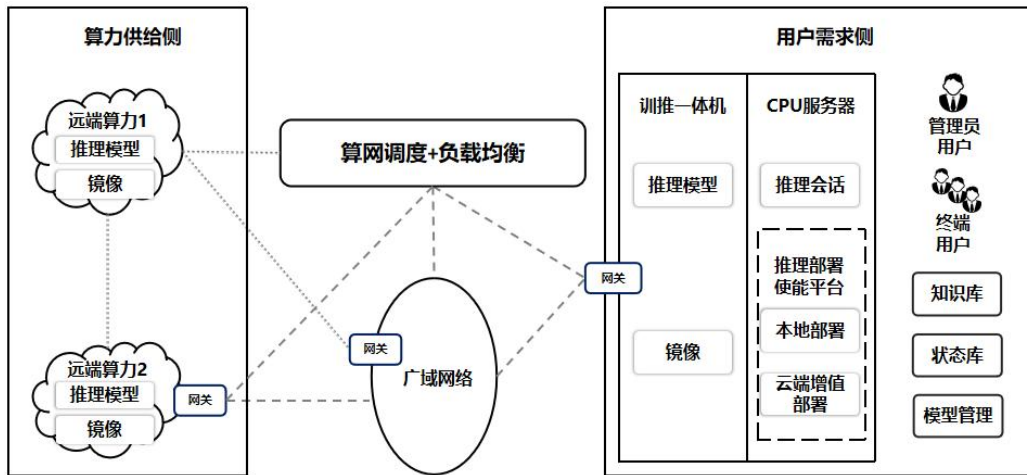 算力供给侧
远端算力1
推理模型
镜像
远端算力2
推理模型
镜像
网关
算网调度+负载均衡
网关
广域网络
网关
用户需求侧
训推一体机
推理模型
镜像
CPU服务器
推理会话
推理部署
使能平台
本地部署
云端增值
部署
管理员
用户
终端
用户
知识库
状态库
模型管理